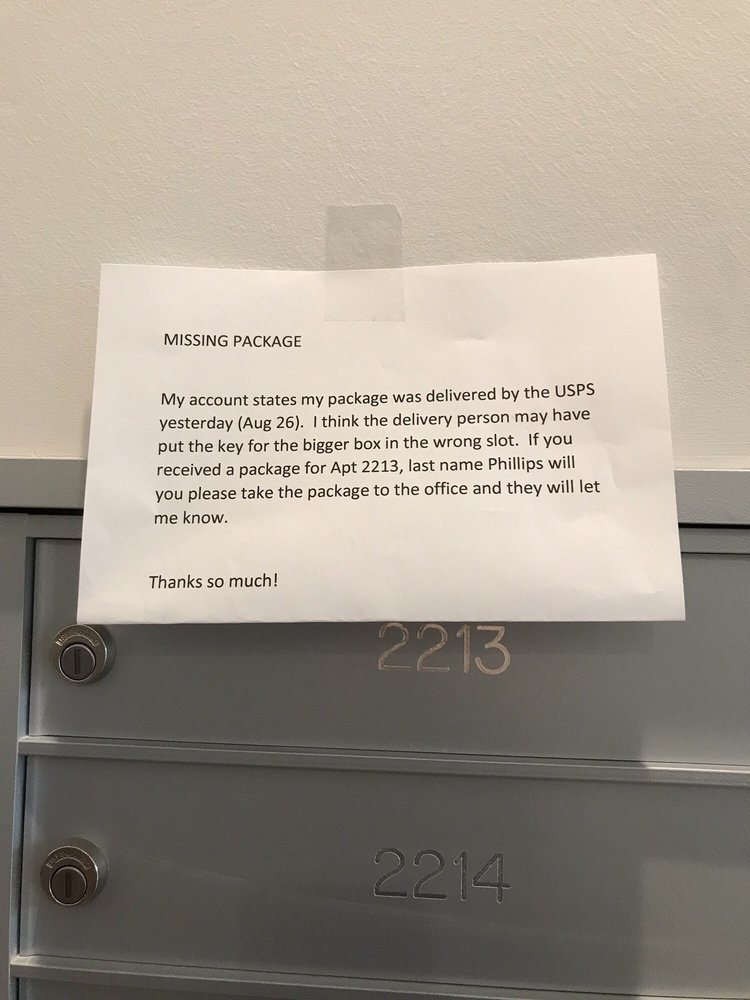 MISSING PACKAGE
My account states my package was delivered by the USPS
yesterday (Aug 26).  I think the delivery person may have
put the key for the bigger box in the wrong slot.  If you
received a package for Apt 2213, last name Phillips will
you please take the package to the office and they will let
me know.
Thanks so much!
2213
2214